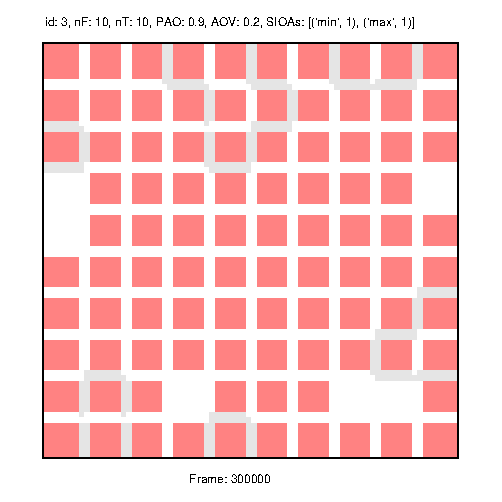 id: 3, nF: 10, nT: 10, PAO: 0.9, AOV: 0.2, SIOAs: [('min', 1), ('max', 1)]
Frame: 300000